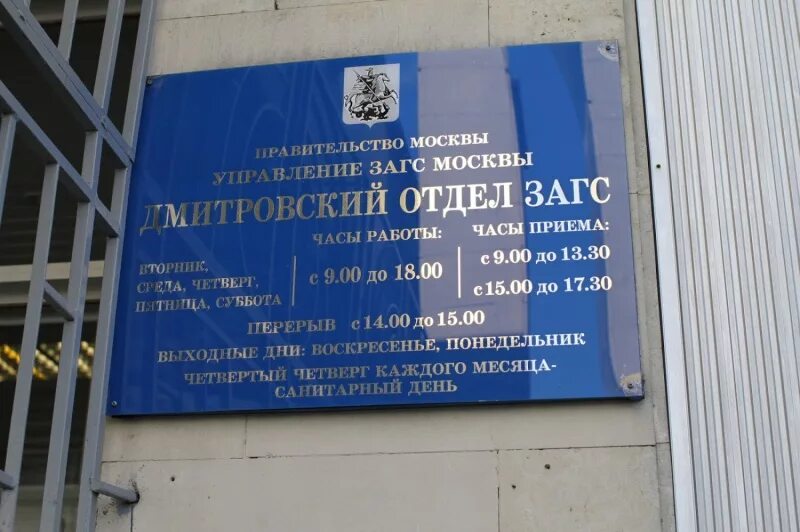 ПРАВИТЕЛЬСТВО МОСКВЫ
УПРАВЛЕНИЕ ЗАГС МОСКВЫ
ДМИТРОВСКИЙ ОТДЕЛ ЗАГС
ЧАСЫ РАБОТЫ:
ВТОРНИК,
СРЕДА, ЧЕТВЕРГ,
ПЯТНИЦА, СУББОТА
с 9.00 до 18.00
ЧАСЫ ПРИЕМА:
с 9.00 до 13.30
с 15.00 до 17.30
ПЕРЕРЫВ с 14.00 до 15.00
ВЫХОДНЫЕ ДНИ: ВОСКРЕСЕНЬЕ, ПОНЕДЕЛЬНИК
ЧЕТВЕРТЫЙ ЧЕТВЕРГ КАЖДОГО МЕСЯЦА-
САНИТАРНЫЙ ДЕНЬ